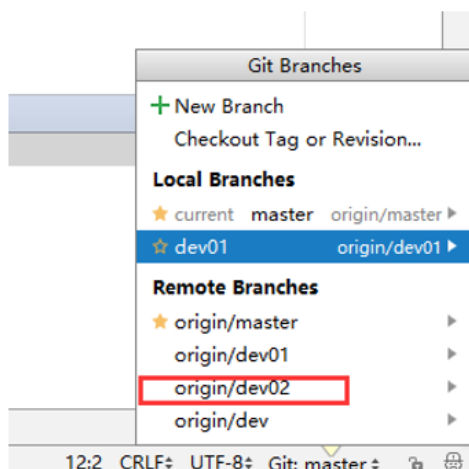 Git Branches
New Branch
Checkout Tag or Revision...
Local Branches
current master origin/master
dev01 origin/dev01
Remote Branches
origin/master
origin/dev01
origin/dev02
origin/dev
12:2 CRLF UTF-8 Git: master